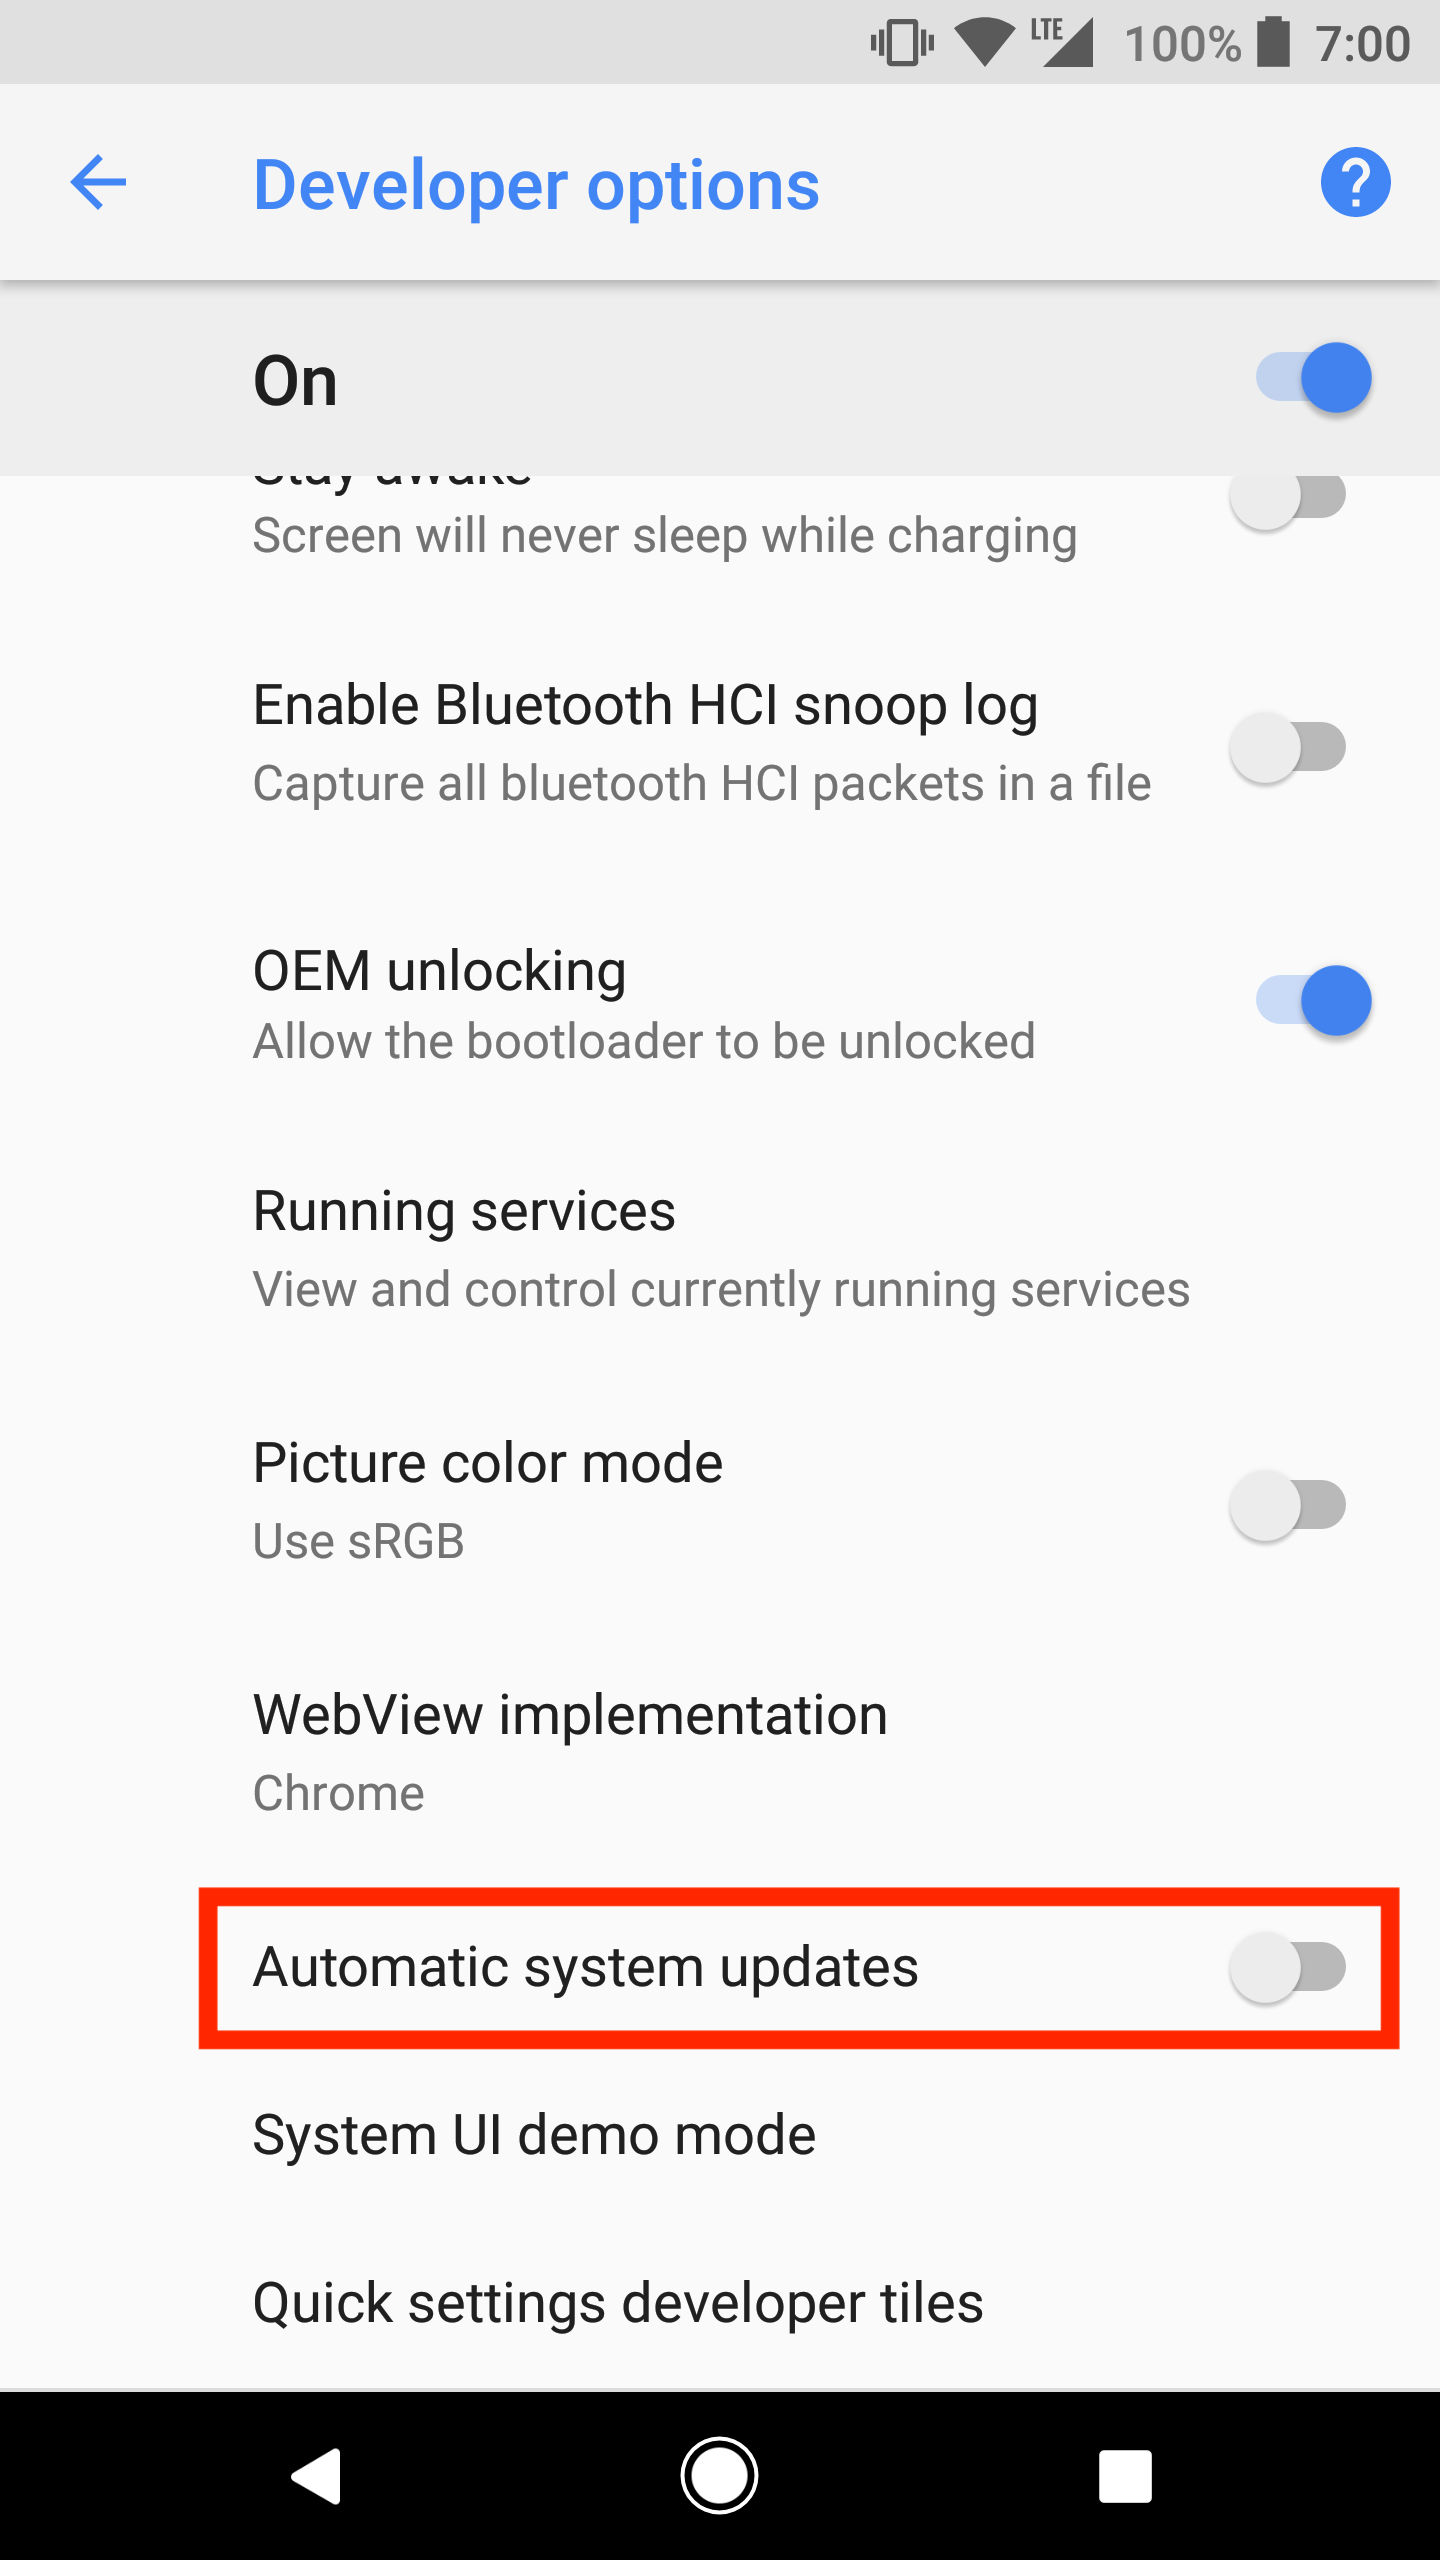 LTE 100% 7:00
Developer options
On
Stay awake
Screen will never sleep while charging
Enable Bluetooth HCI snoop log
Capture all bluetooth HCI packets in a file
OEM unlocking
Allow the bootloader to be unlocked
Running services
View and control currently running services
Picture color mode
Use sRGB
WebView implementation
Chrome
Automatic system updates
System UI demo mode
Quick settings developer tiles